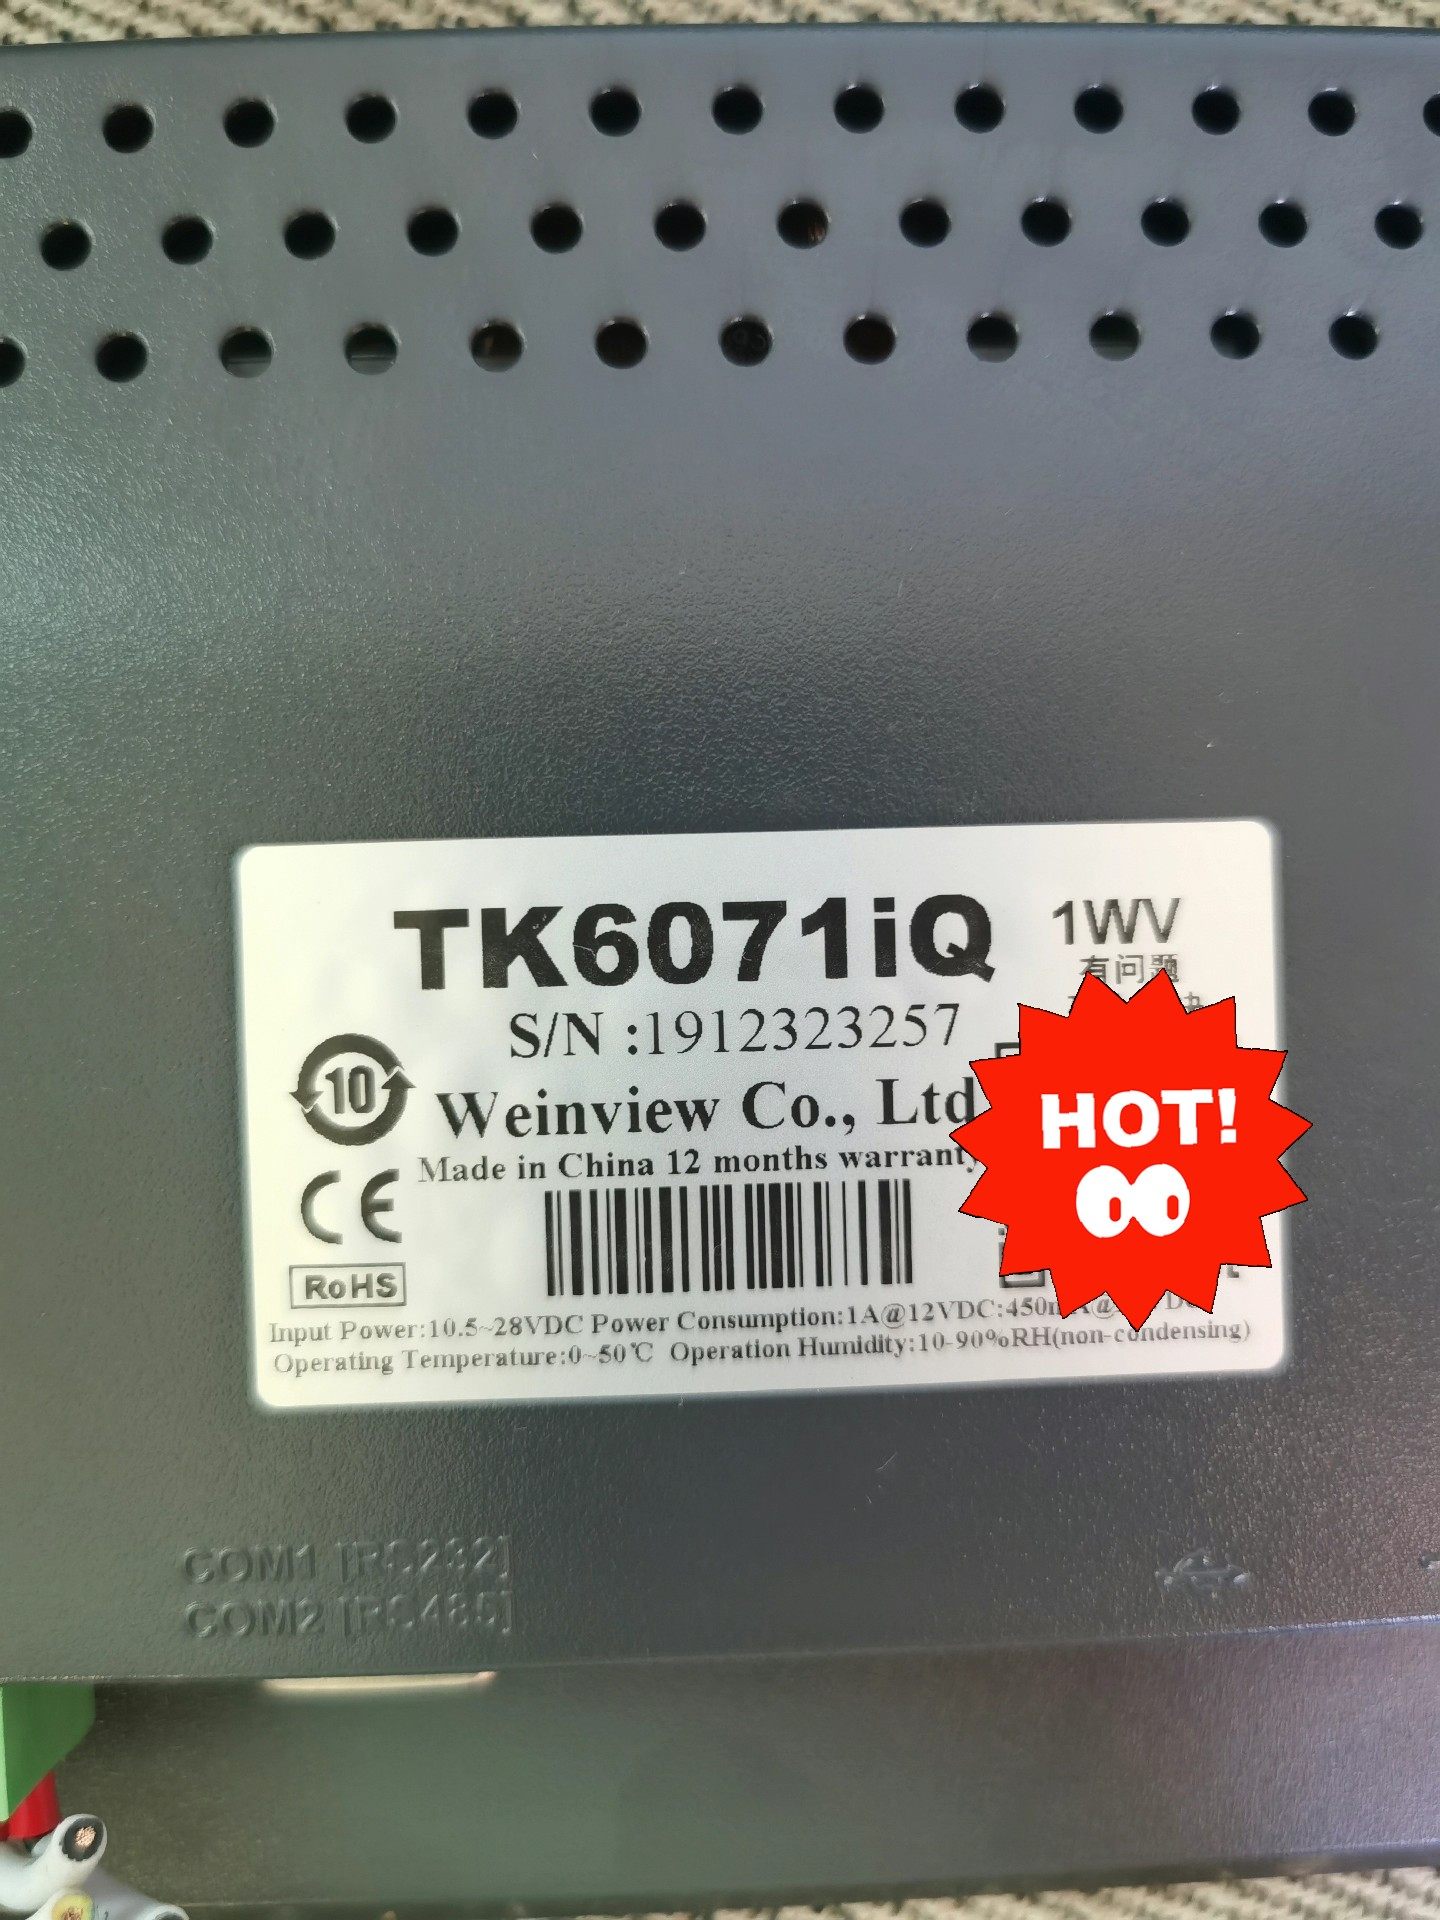 TK6071iQ
1WV
有问题
S/N :1912323257
10
Weinview Co., Ltd
Made in China 12 months warranty
HOT!
CE
RoHS
Input Power:10.5~28VDC Power Consumption:1A@12VDC:450mA@
Operating Temperature:0~50℃ Operation Humidity:10-90%RH(non-condensing)
COM1 [RS232]
COM2 [RS485]